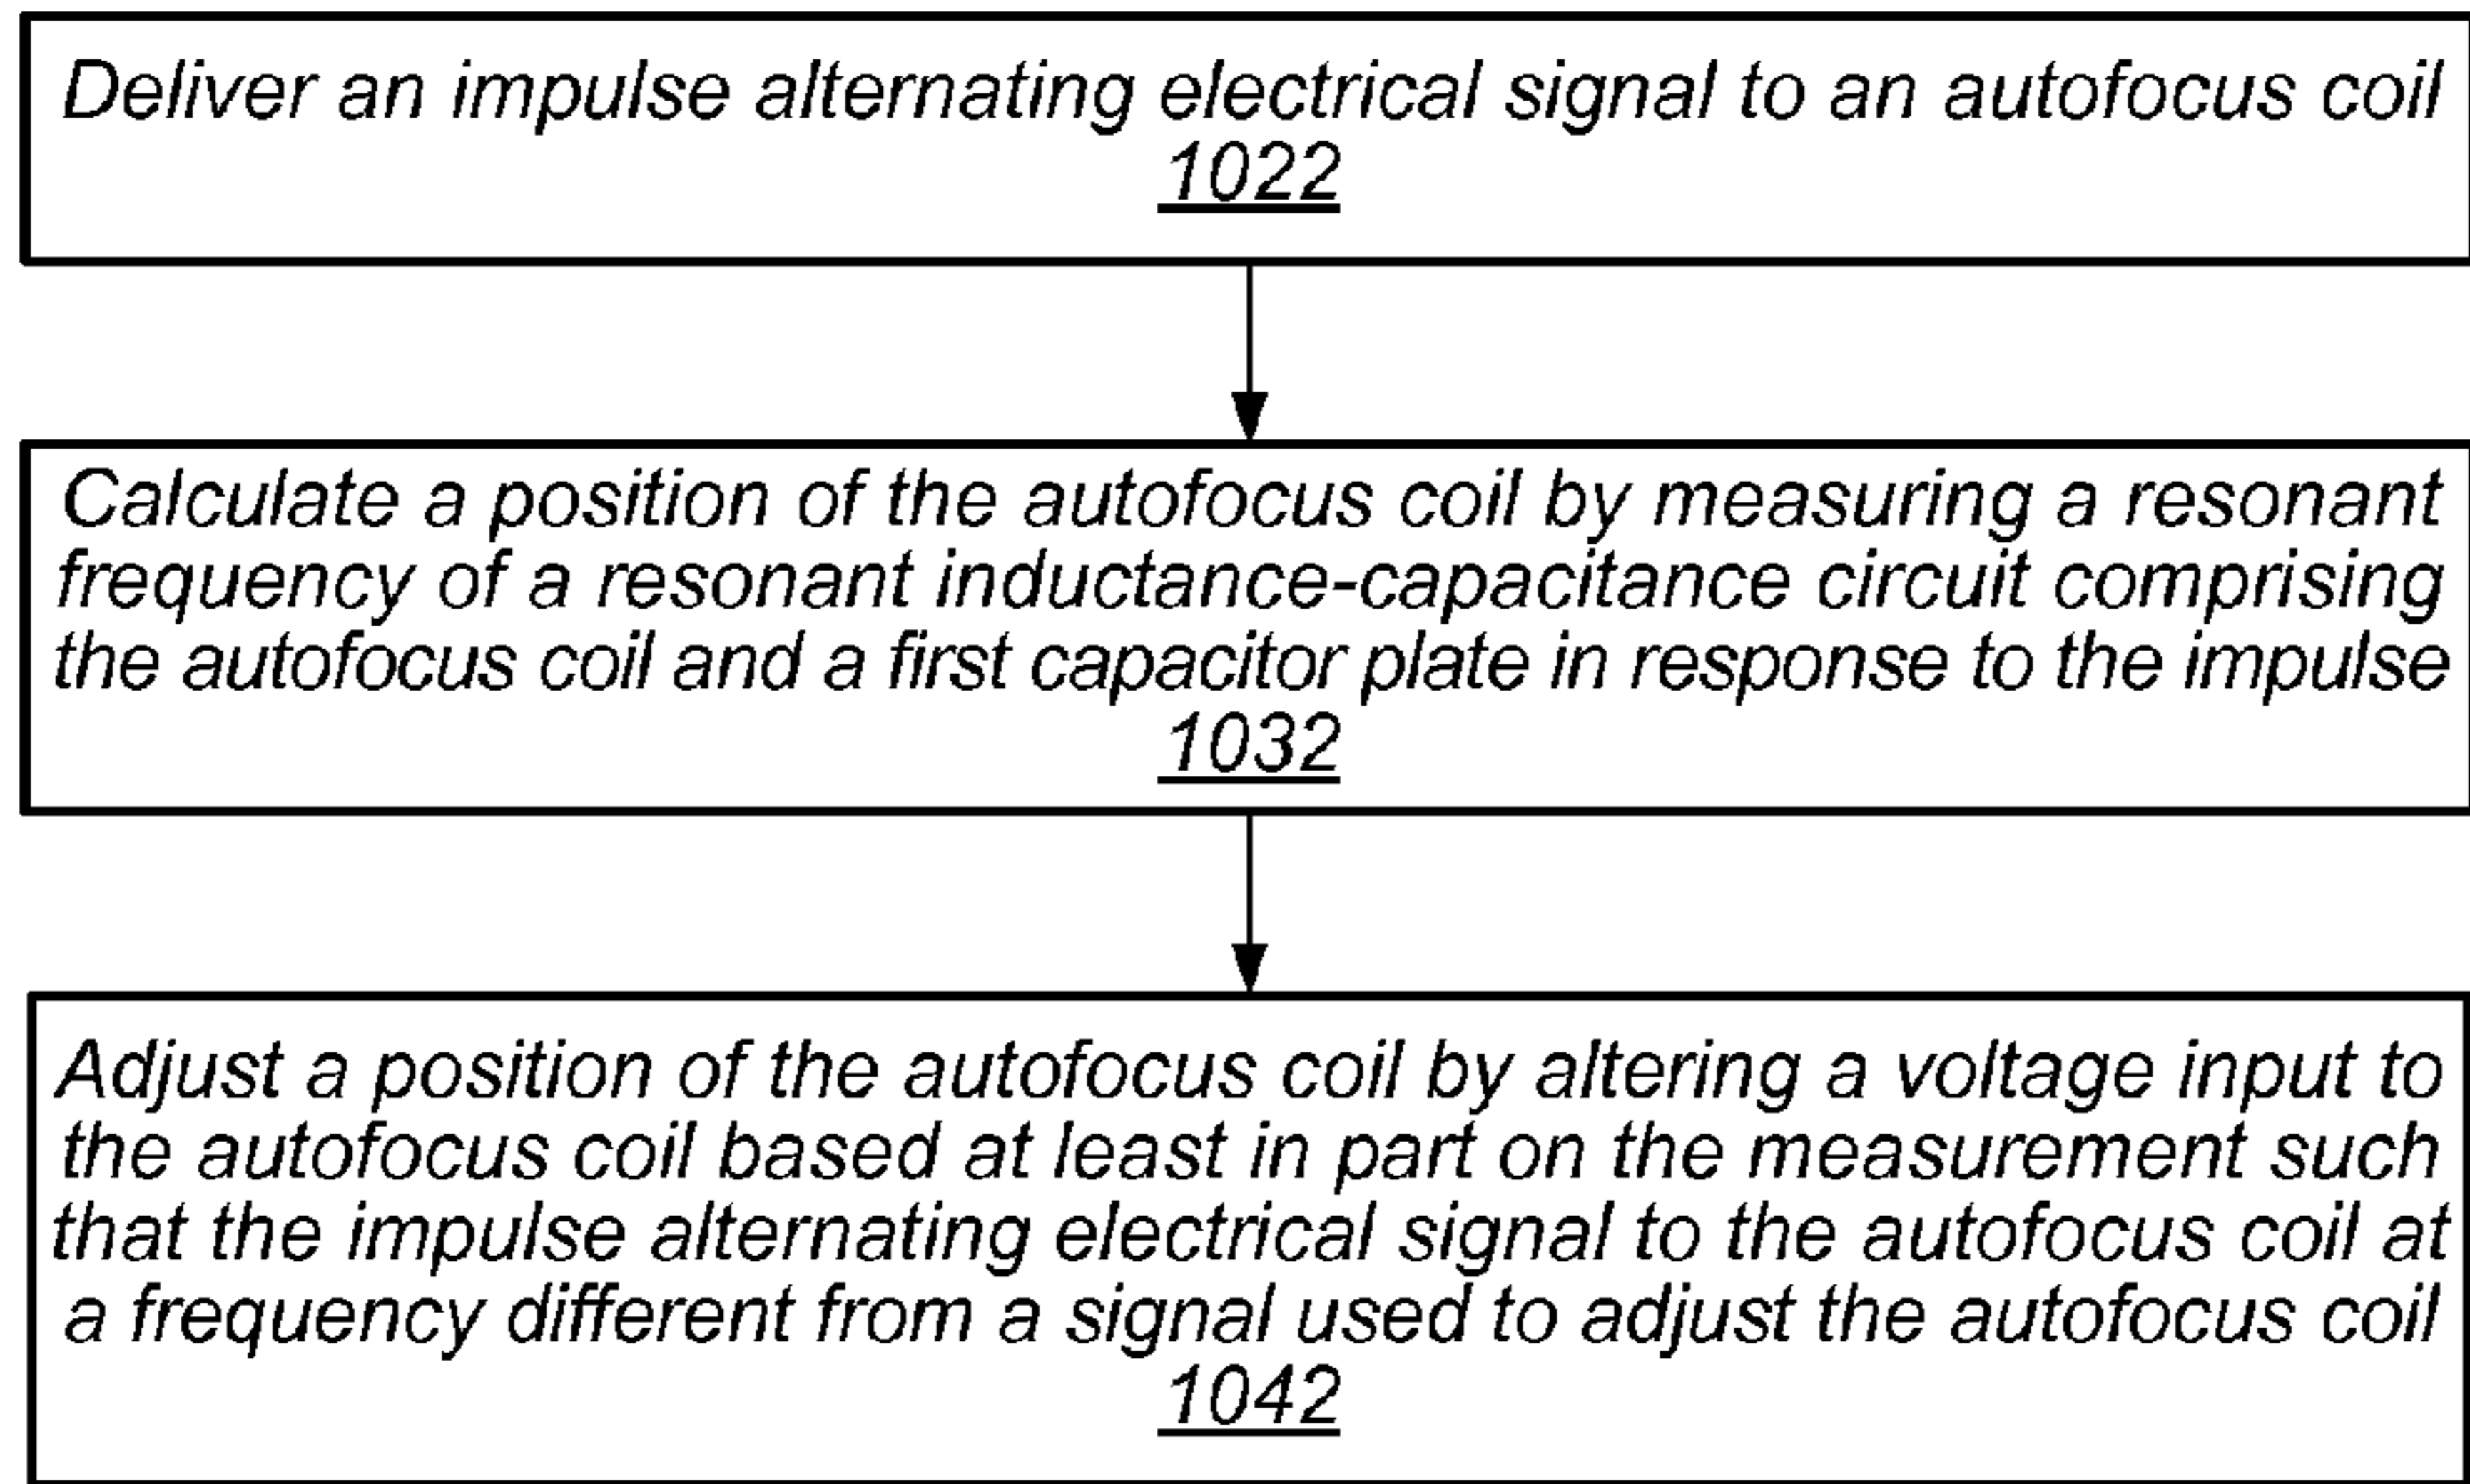 Deliver an impulse alternating electrical signal to an autofocus coil
1022
Calculate a position of the autofocus coil by measuring a resonant
frequency of a resonant inductance-capacitance circuit comprising
the autofocus coil and a first capacitor plate in response to the impulse
1032
Adjust a position of the autofocus coil by altering a voltage input to
the autofocus coil based at least in part on the measurement such
that the impulse alternating electrical signal to the autofocus coil at
a frequency different from a signal used to adjust the autofocus coil
1042